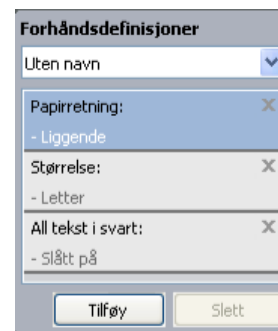 Forhåndsdefinisjoner
Uten navn
Papirretning:
- Liggende
Størrelse:
- Letter
All tekst i svart:
- Slått på
Tilføy
Slett